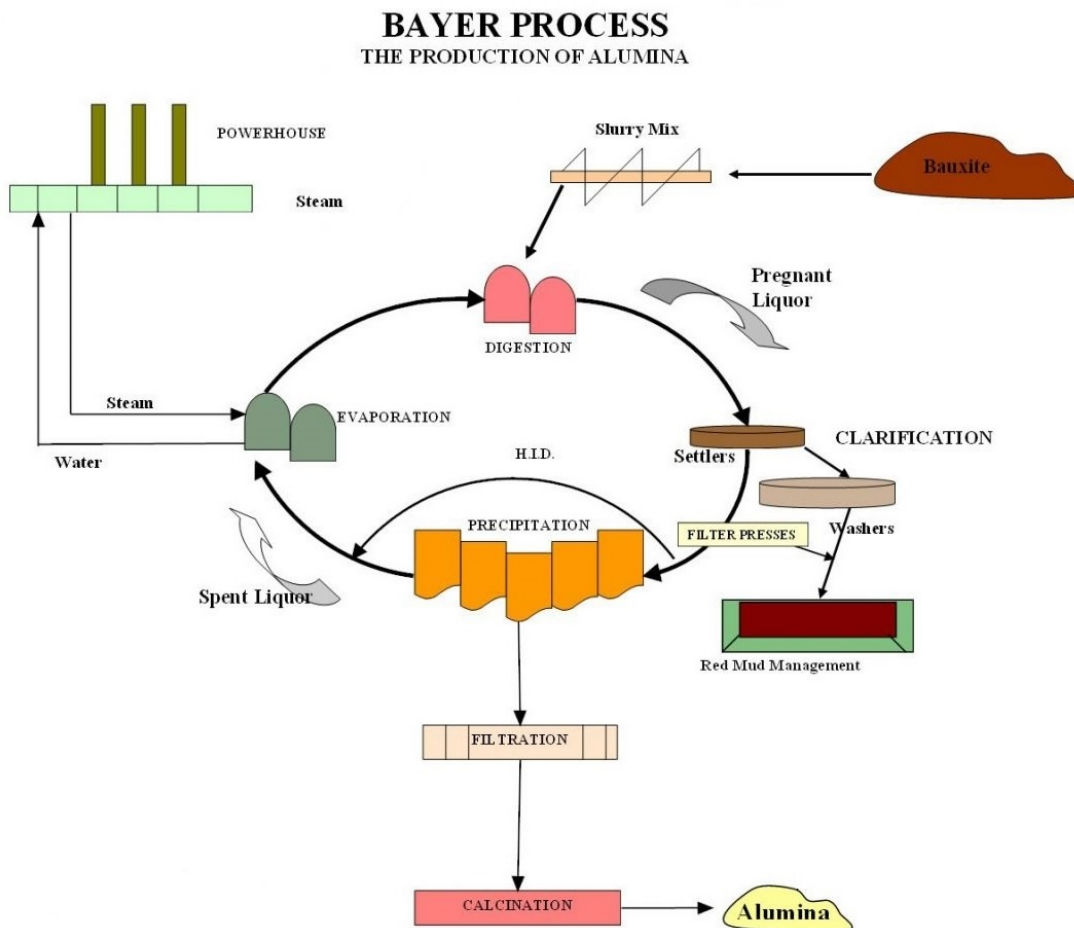 BAYER PROCESS
THE PRODUCTION OF ALUMINA
POWERHOUSE
Slurry Mix
Bauxite
Steam
Pregnant
Liquor
DIGESTION
Steam
EVAPORATION
CLARIFICATION
Settlers
Water
H.I.D.
PRECIPITATION
FILTER PRESSES
Washers
Spent Liquor
Red Mud Management
FILTRATION
CALCINATION
Alumina